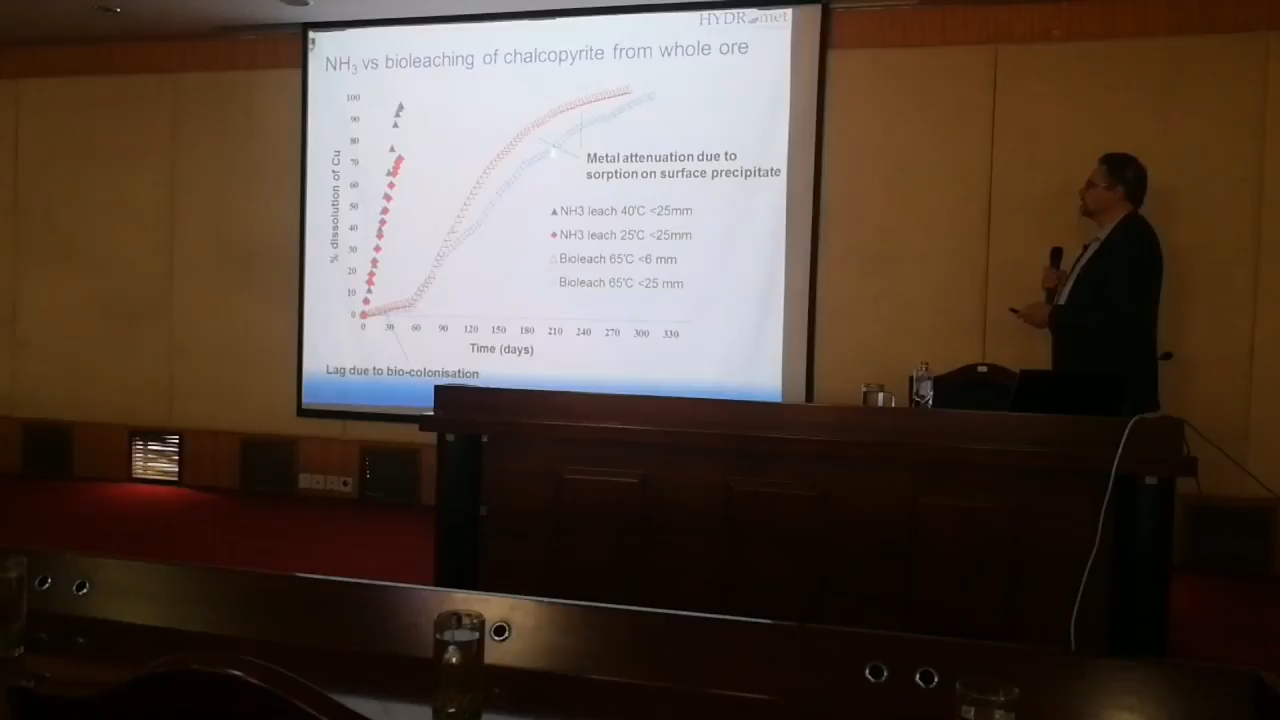 HYDROmet
NH₃ vs bioleaching of chalcopyrite from whole ore
100
90
80
70
60
50
40
30
20
10
0
% dissolution of Cu
Metal attenuation due to
sorption on surface precipitate
▲NH3 leach 40℃ <25mm
◆NH3 leach 25℃ <25mm
△Bioleach 65℃ <6 mm
Bioleach 65℃ <25 mm
0 30 60 90 120 150 180 210 240 270 300 330
Time (days)
Lag due to bio-colonisation